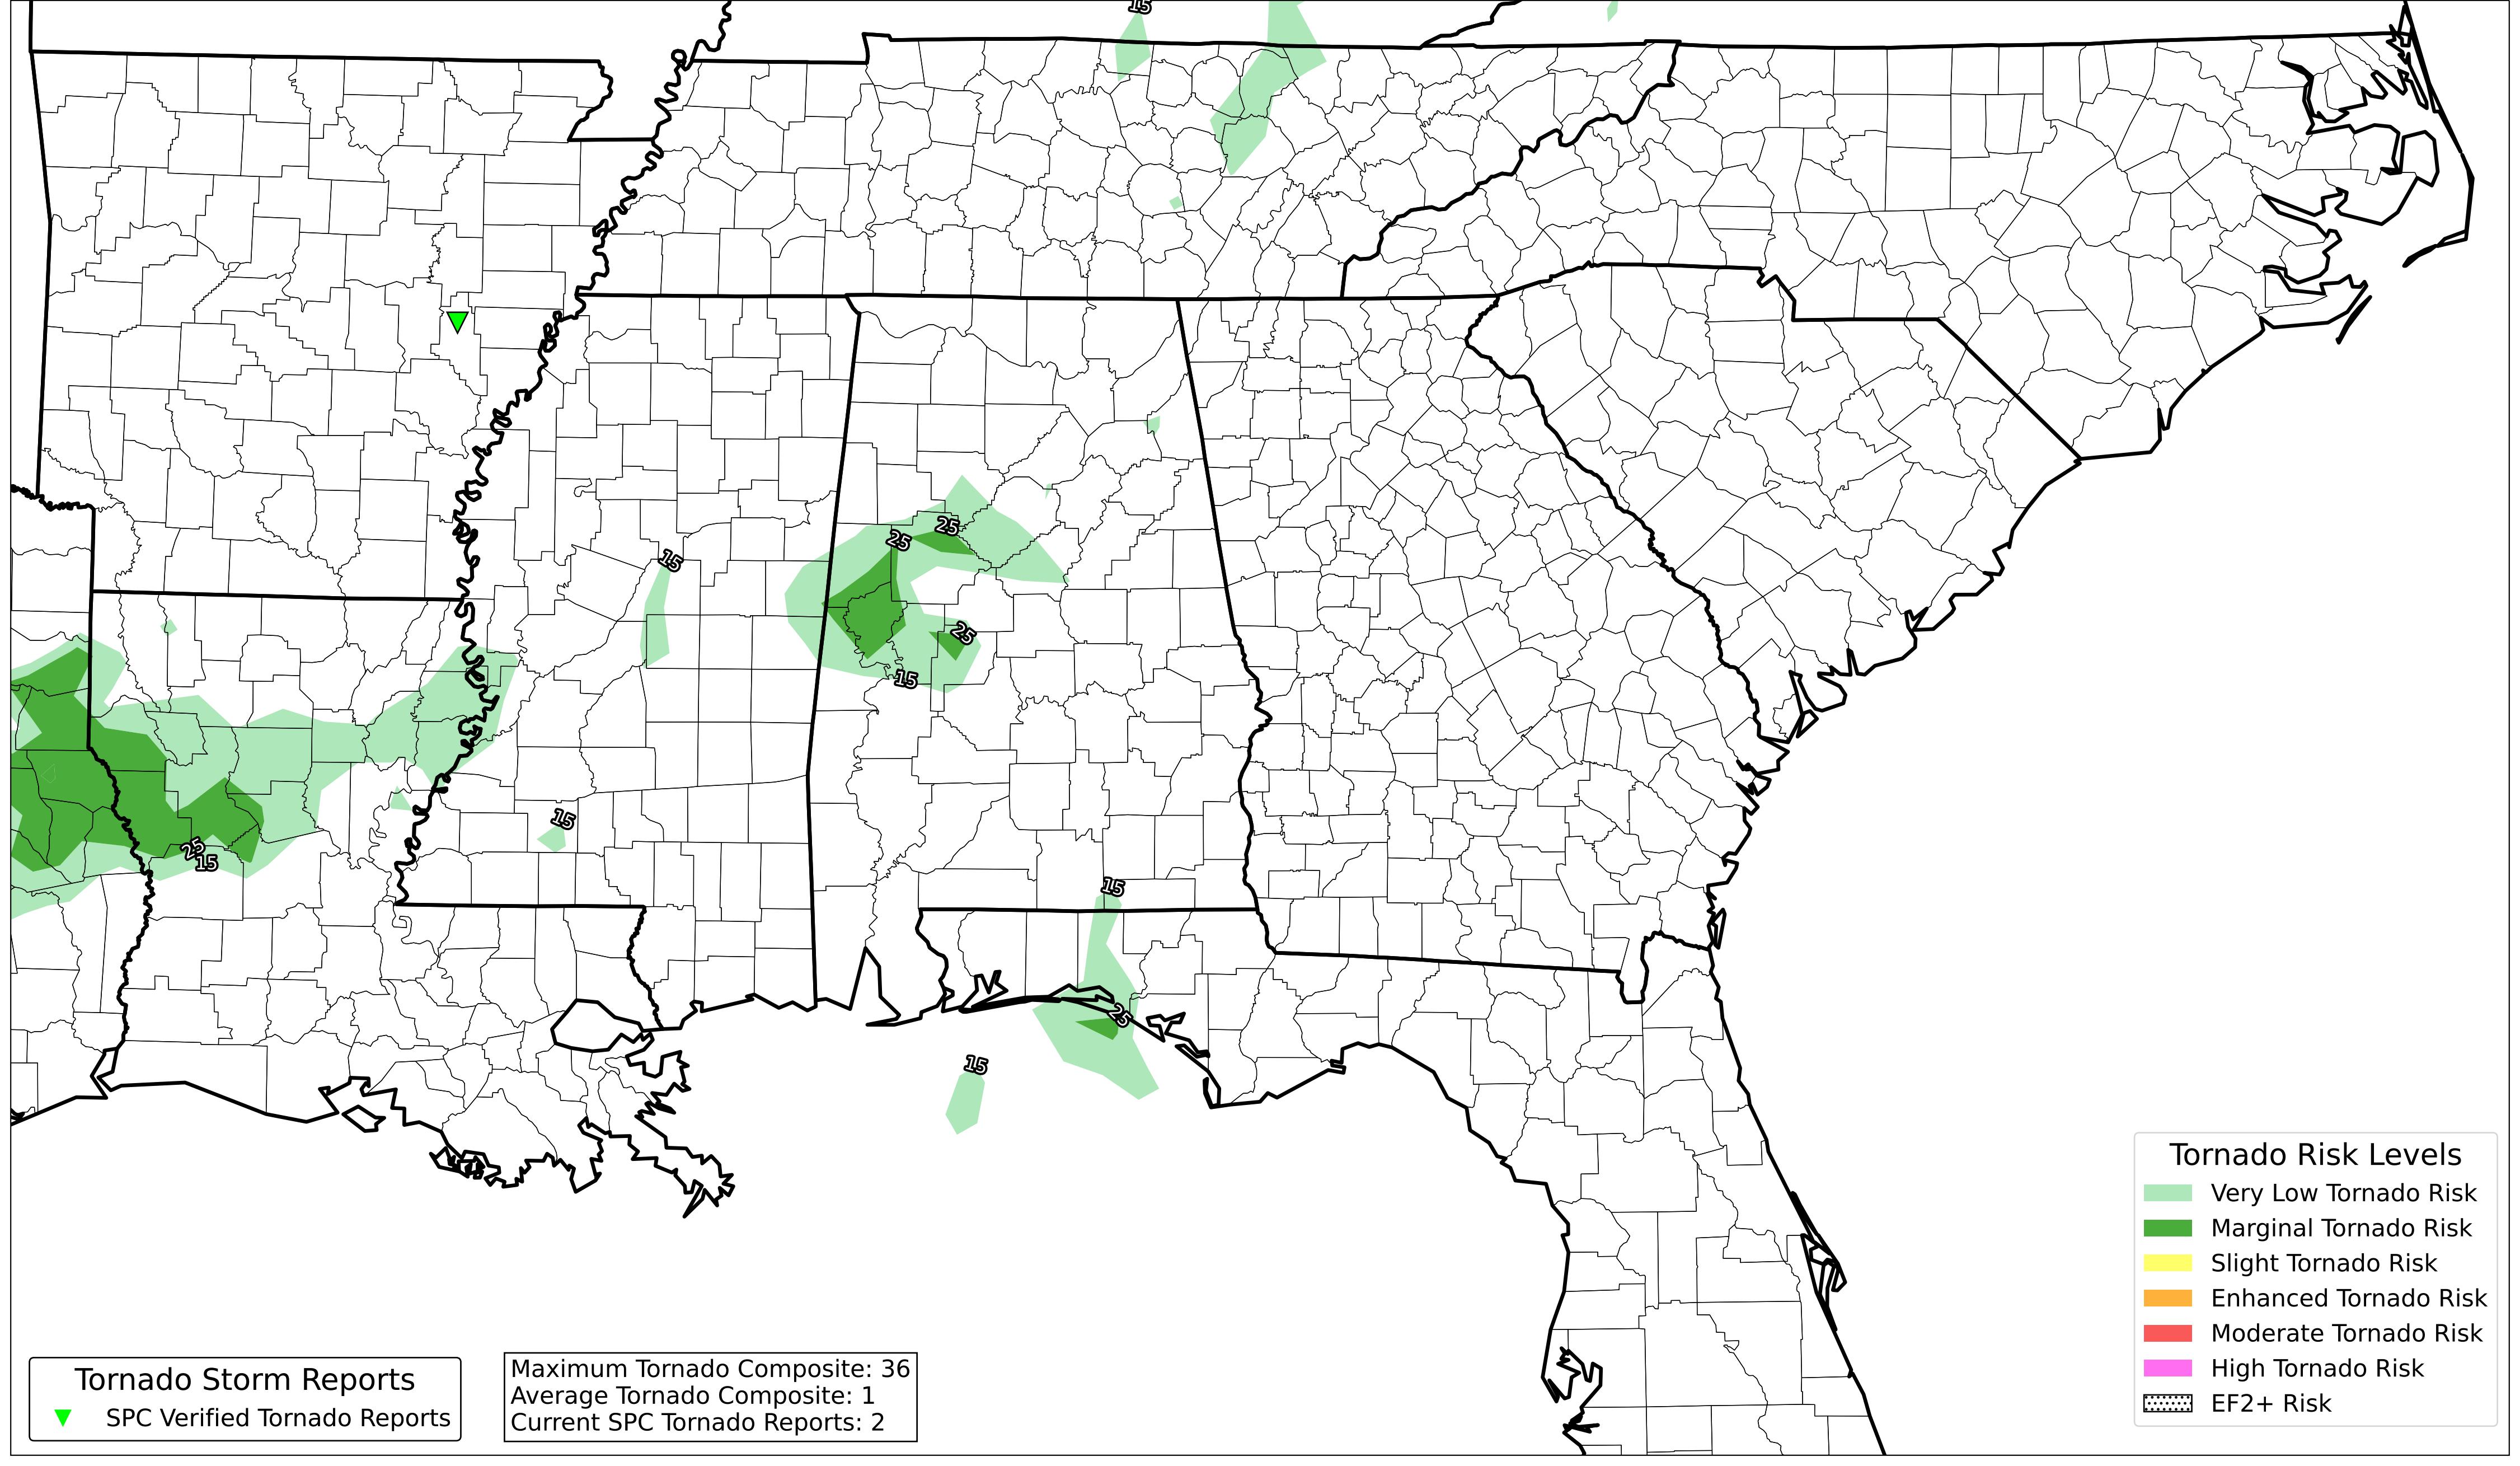 15
25
25
15
25
15
25
15
15
15
25
15
Tornado Risk Levels
Very Low Tornado Risk
Marginal Tornado Risk
Slight Tornado Risk
Enhanced Tornado Risk
Moderate Tornado Risk
High Tornado Risk
EF2+ Risk
Tornado Storm Reports
SPC Verified Tornado Reports
Maximum Tornado Composite: 36
Average Tornado Composite: 1
Current SPC Tornado Reports: 2